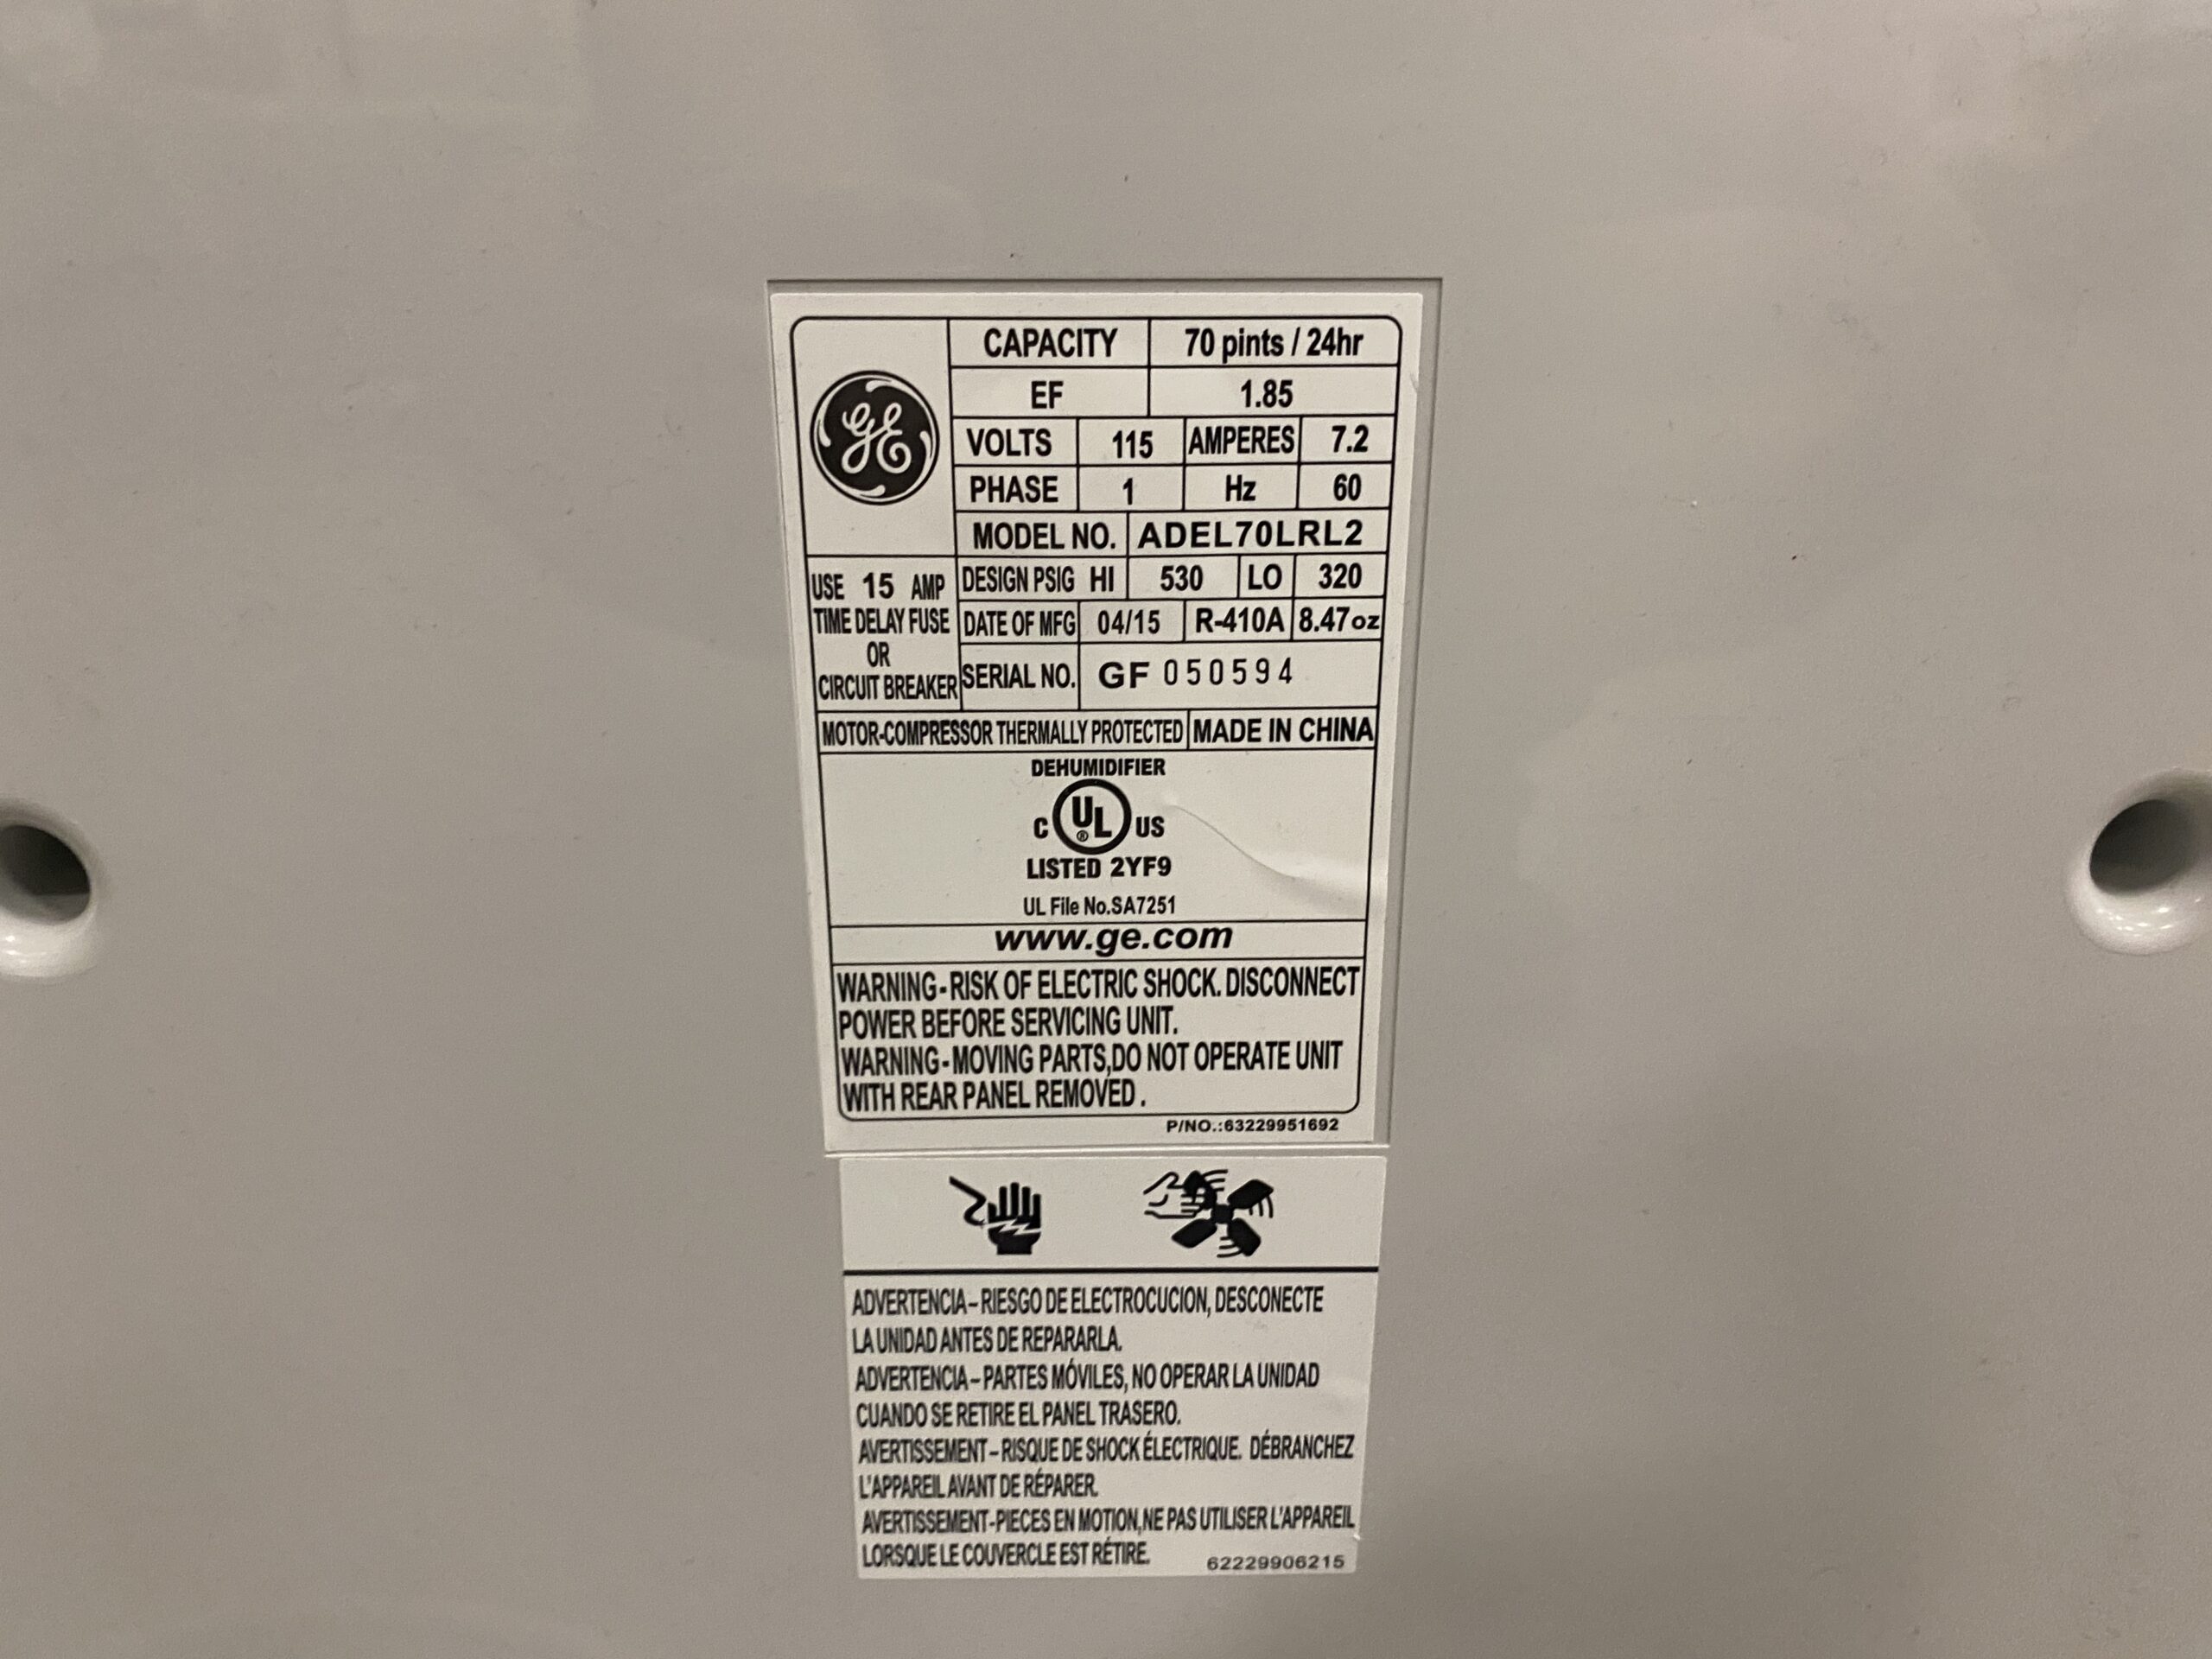 CAPACITY 70 pints / 24hr
GE
EF 1.85
VOLTS 115 AMPERES 7.2
PHASE 1 Hz 60
MODEL NO. ADEL70LRL2
USE 15 AMP
TIME DELAY FUSE
OR
CIRCUIT BREAKER
DESIGN PSIG HI 530 LO 320
DATE OF MFG 04/15 R-410A 8.47oz
SERIAL NO. GF 050594
MOTOR-COMPRESSOR THERMALLY PROTECTED MADE IN CHINA
DEHUMIDIFIER
C UL ® US
LISTED 2YF9
UL File No.SA7251
www.ge.com
WARNING-RISK OF ELECTRIC SHOCK. DISCONNECT
POWER BEFORE SERVICING UNIT.
WARNING-MOVING PARTS,DO NOT OPERATE UNIT
WITH REAR PANEL REMOVED.
P/NO.:63229951692
ADVERTENCIA–RIESGO DE ELECTROCUCION, DESCONECTE
LA UNIDAD ANTES DE REPARARLA.
ADVERTENCIA–PARTES MÓVILES, NO OPERAR LA UNIDAD
CUANDO SE RETIRE EL PANEL TRASERO.
AVERTISSEMENT–RISQUE DE SHOCK ÉLECTRIQUE. DÉBRANCHEZ
L'APPAREIL AVANT DE RÉPARER.
AVERTISSEMENT-PIECES EN MOTION,NE PAS UTILISER L'APPAREIL
LORSQUE LE COUVERCLE EST RÉTIRE.
62229906215